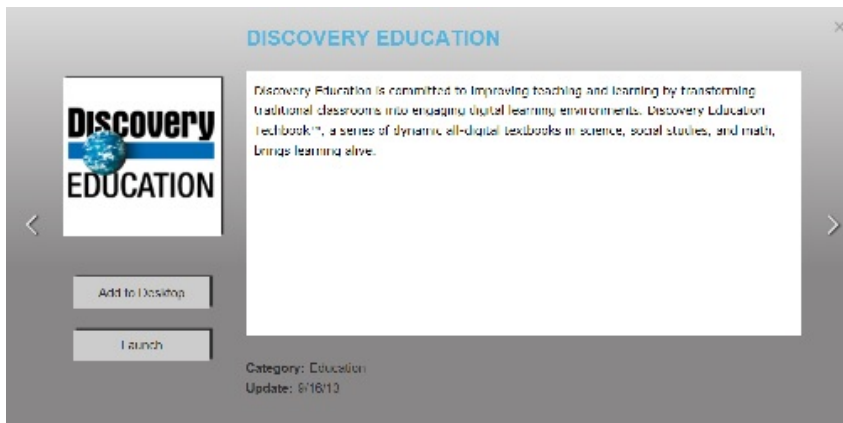 DISCOVERY EDUCATION
Discovery EDUCATION
Discovery Education is committed to improving teaching and learning by transforming
traditional classrooms into engaging digital learning environments. Discovery Education
Techbook™, a series of dynamic all-digital textbooks in science, social studies, and math,
brings learning alive.
Add to Desktop
Launch
Category: Education
Update: 9/16/13